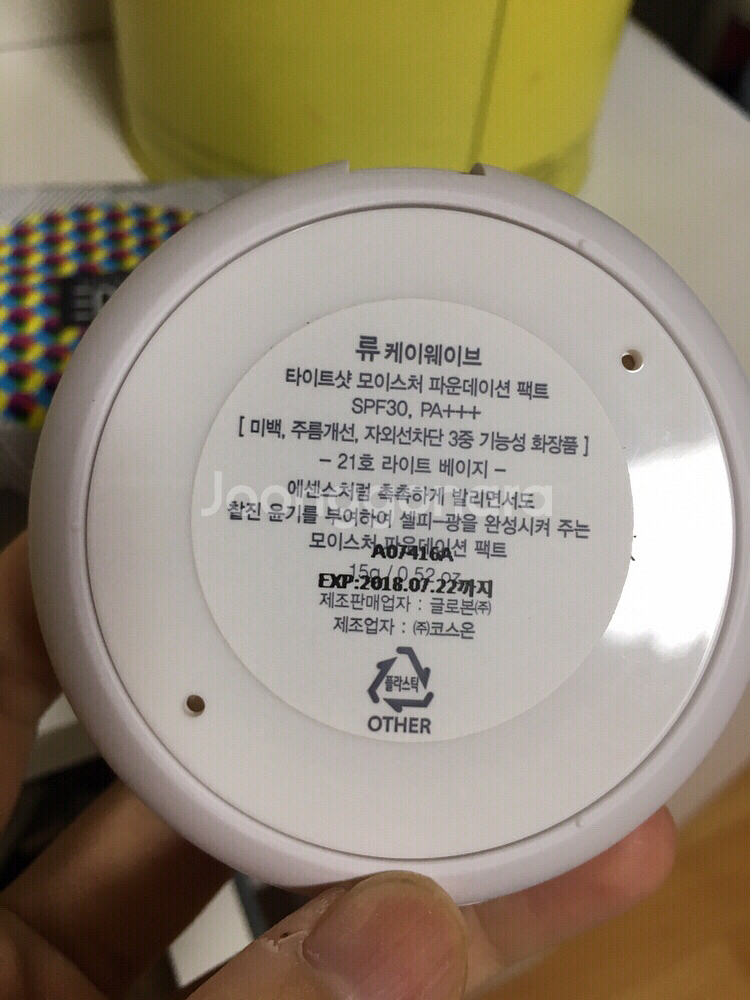 류 케이웨이브
타이트샷 모이스처 파운데이션 팩트
SPF30, PA+++
[ 미백, 주름개선, 자외선차단 3중 기능성 화장품 ]
- 21호 라이트 베이지 -
에센스처럼 촉촉하게 발리면서도
Joonggonara
찰진 윤기를 부여하여 셀피-광을 완성시켜 주는
모이스처 파운데이션 팩트
A07416A
15g / 0.52 oz
EXP:2018.07.22까지
제조판매업자 : 글로본㈜
제조업자 : ㈜코스온
플라스틱
OTHER